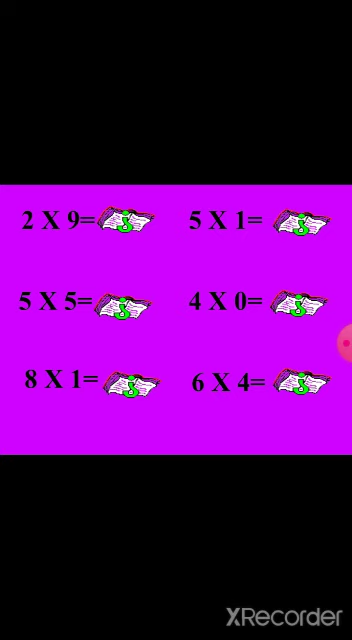 2 X 9= 5 X 1=
5 X 5= 4 X 0=
8 X 1= 6 X 4=
XRecorder